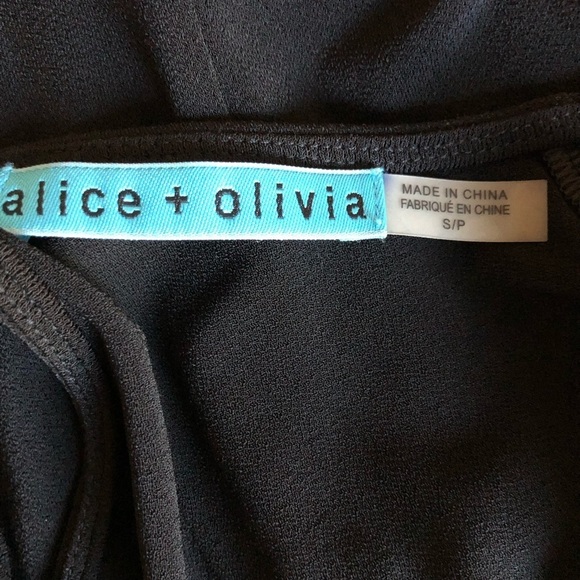 alice + olivia
MADE IN CHINA
FABRIQUÉ EN CHINE
S/P